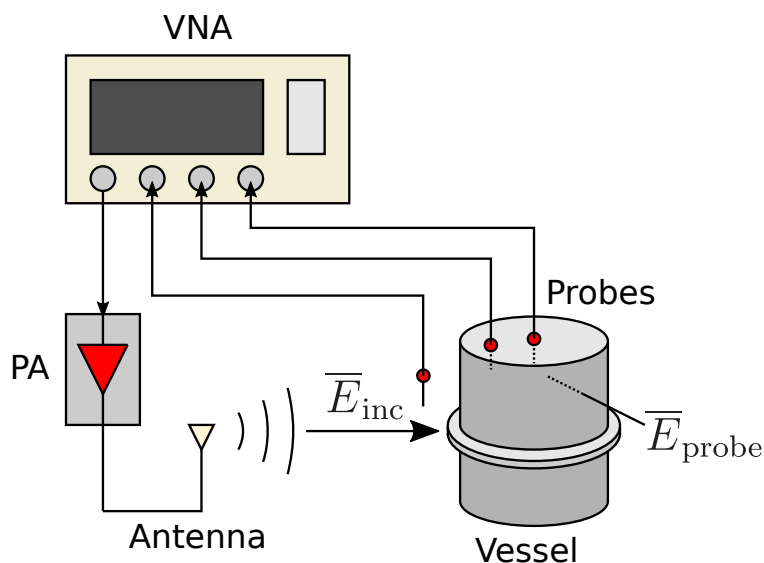 VNA
Probes
PA
E̅inc
E̅probe
Antenna
Vessel